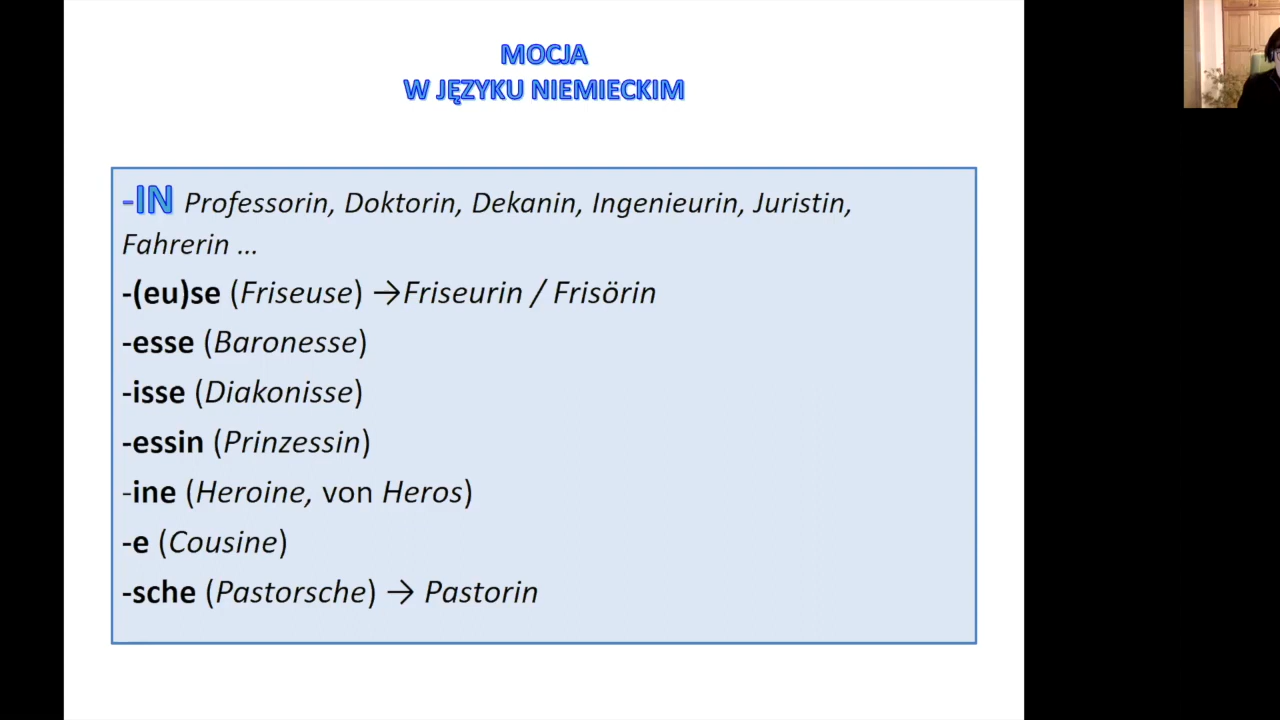 MOCJA
W JĘZYKU NIEMIECKIM
-IN Professorin, Doktorin, Dekanin, Ingenieurin, Juristin,
Fahrerin ...
-(eu)se (Friseuse) →Friseurin / Frisörin
-esse (Baronesse)
-isse (Diakonisse)
-essin (Prinzessin)
-ine (Heroine, von Heros)
-e (Cousine)
-sche (Pastorsche) → Pastorin